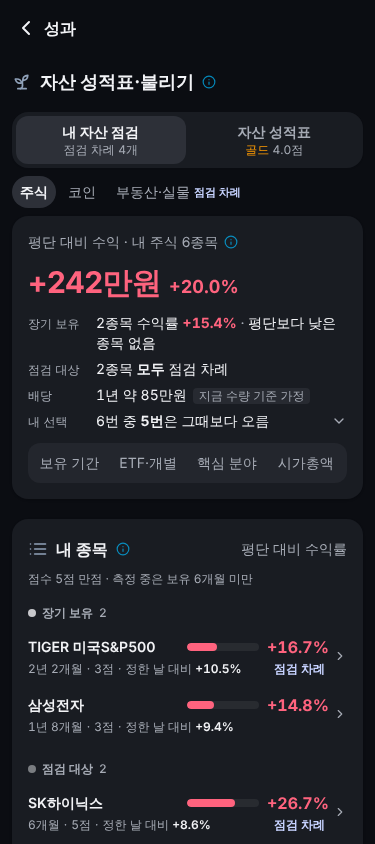 성과
자산 성적표·불리기
내 자산 점검
점검 차례 4개
자산 성적표
골드 4.0점
주식 코인 부동산·실물 점검 차례
평단 대비 수익 · 내 주식 6종목
+242만원 +20.0%
장기 보유 2종목 수익률 +15.4% · 평단보다 낮은
종목 없음
점검 대상 2종목 모두 점검 차례
배당 1년 약 85만원 지금 수량 기준 가정
내 선택 6번 중 5번은 그때보다 오름
보유 기간 ETF·개별 핵심 분야 시가총액
내 종목 평단 대비 수익률
점수 5점 만점 · 측정 중은 보유 6개월 미만
장기 보유 2
TIGER 미국S&P500 +16.7%
2년 2개월 · 3점 · 정한 날 대비 +10.5% 점검 차례
삼성전자 +14.8%
1년 8개월 · 3점 · 정한 날 대비 +9.4%
점검 대상 2
SK하이닉스 +26.7%
6개월 · 5점 · 정한 날 대비 +8.6% 점검 차례